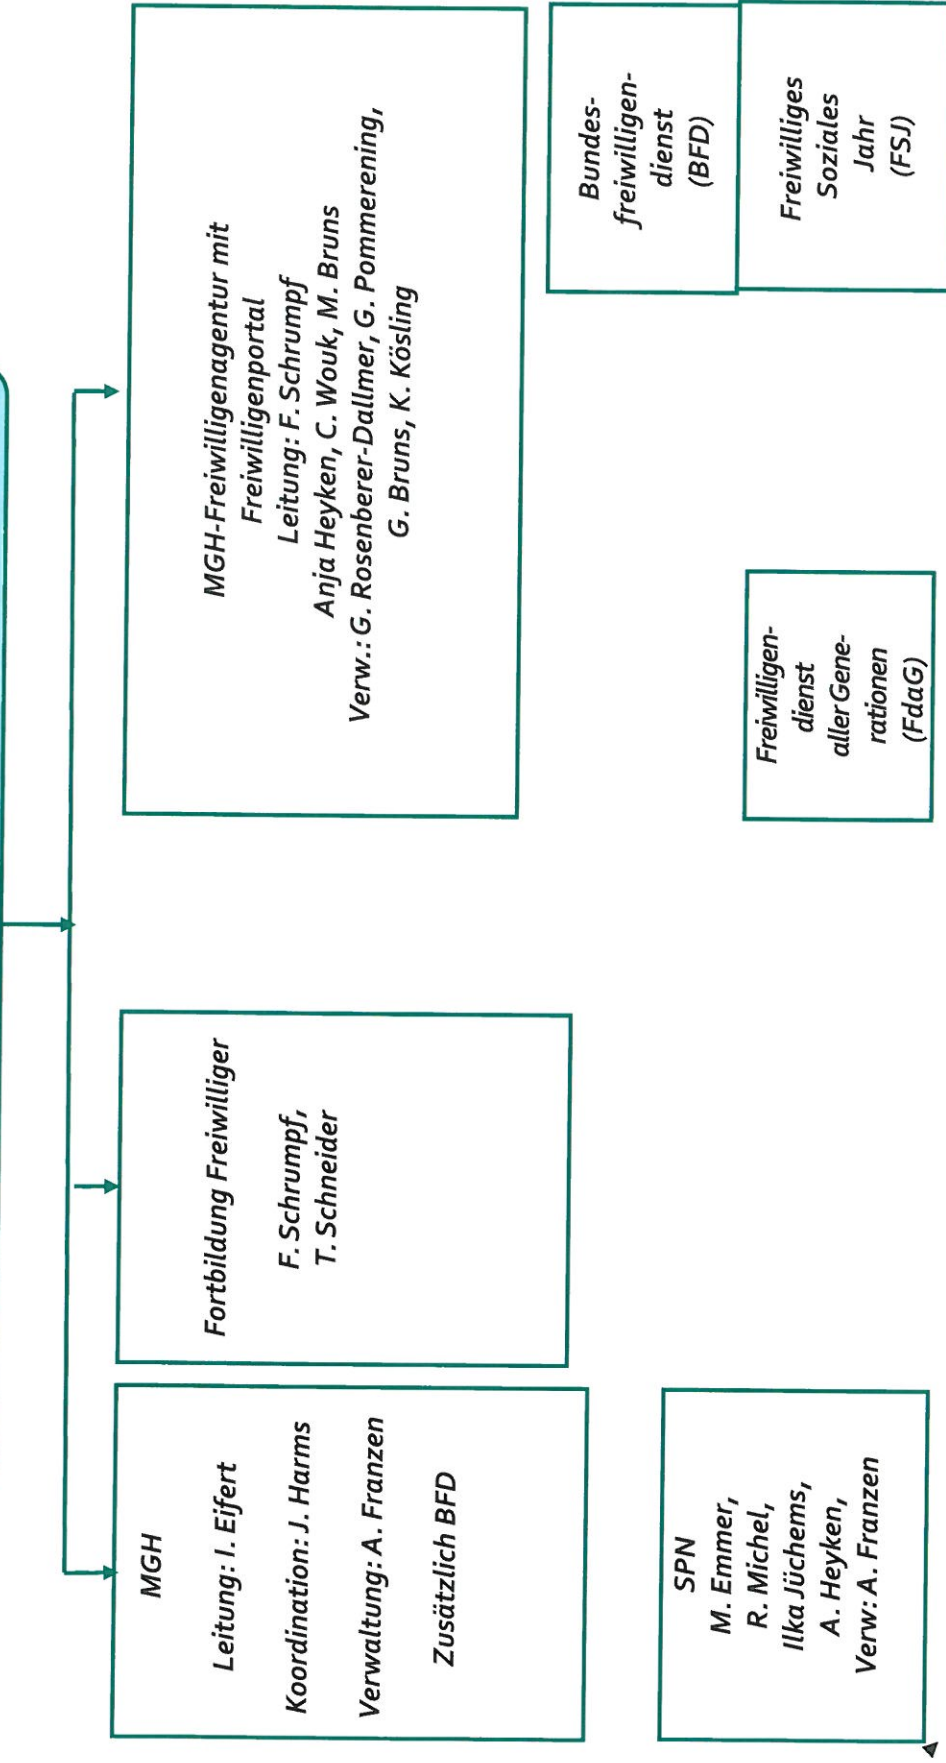 MGH
Leitung: I. Eifert
Koordination: J. Harms
Verwaltung: A. Franzen
Zusätzlich BFD
Fortbildung Freiwilliger
F. Schrumpf,
T. Schneider
MGH-Freiwilligenagentur mit
Freiwilligenportal
Leitung: F. Schrumpf
Anja Heyken, C. Wouk, M. Bruns
Verw.: G. Rosenberer-Dallmer, G. Pommerening,
G. Bruns, K. Kösling
SPN
M. Emmer,
R. Michel,
Ilka Jüchems,
A. Heyken,
Verw: A. Franzen
Freiwilligen-
dienst
aller Gene-
rationen
(FdaG)
Bundes-
freiwilligen-
dienst
(BFD)
Freiwilliges
Soziales
Jahr
(FSJ)